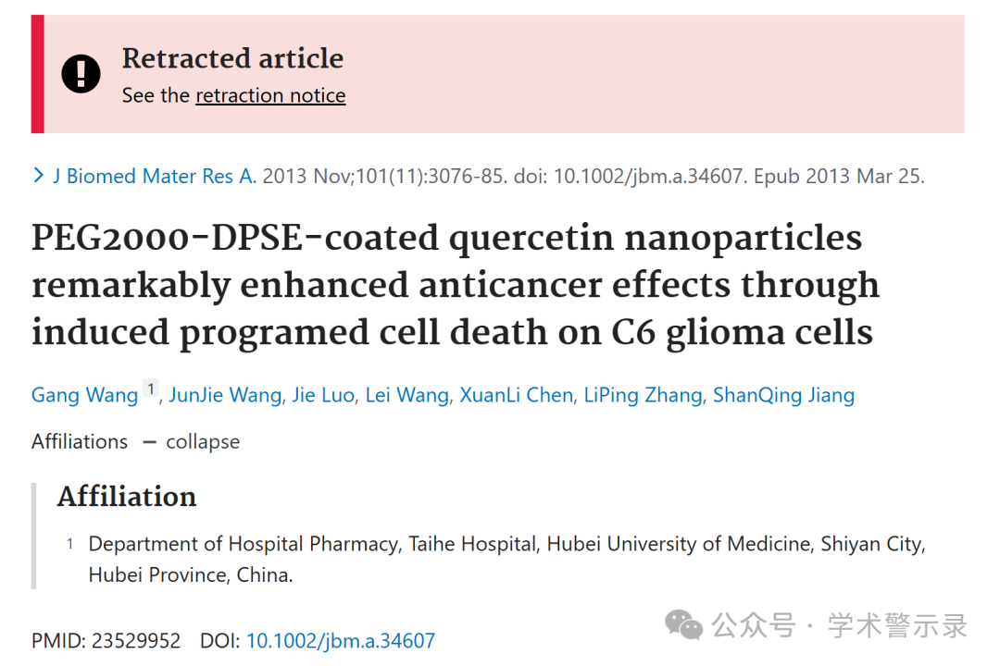 Retracted article
See the retraction notice
J Biomed Mater Res A. 2013 Nov;101(11):3076-85. doi: 10.1002/jbm.a.34607. Epub 2013 Mar 25.
PEG2000-DPSE-coated quercetin nanoparticles
remarkably enhanced anticancer effects through
induced programed cell death on C6 glioma cells
Gang Wang 1, JunJie Wang, Jie Luo, Lei Wang, XuanLi Chen, LiPing Zhang, ShanQing Jiang
Affiliations – collapse
Affiliation
1 Department of Hospital Pharmacy, Taihe Hospital, Hubei University of Medicine, Shiyan City,
Hubei Province, China.
PMID: 23529952 DOI: 10.1002/jbm.a.34607
公众号 · 学术警示录